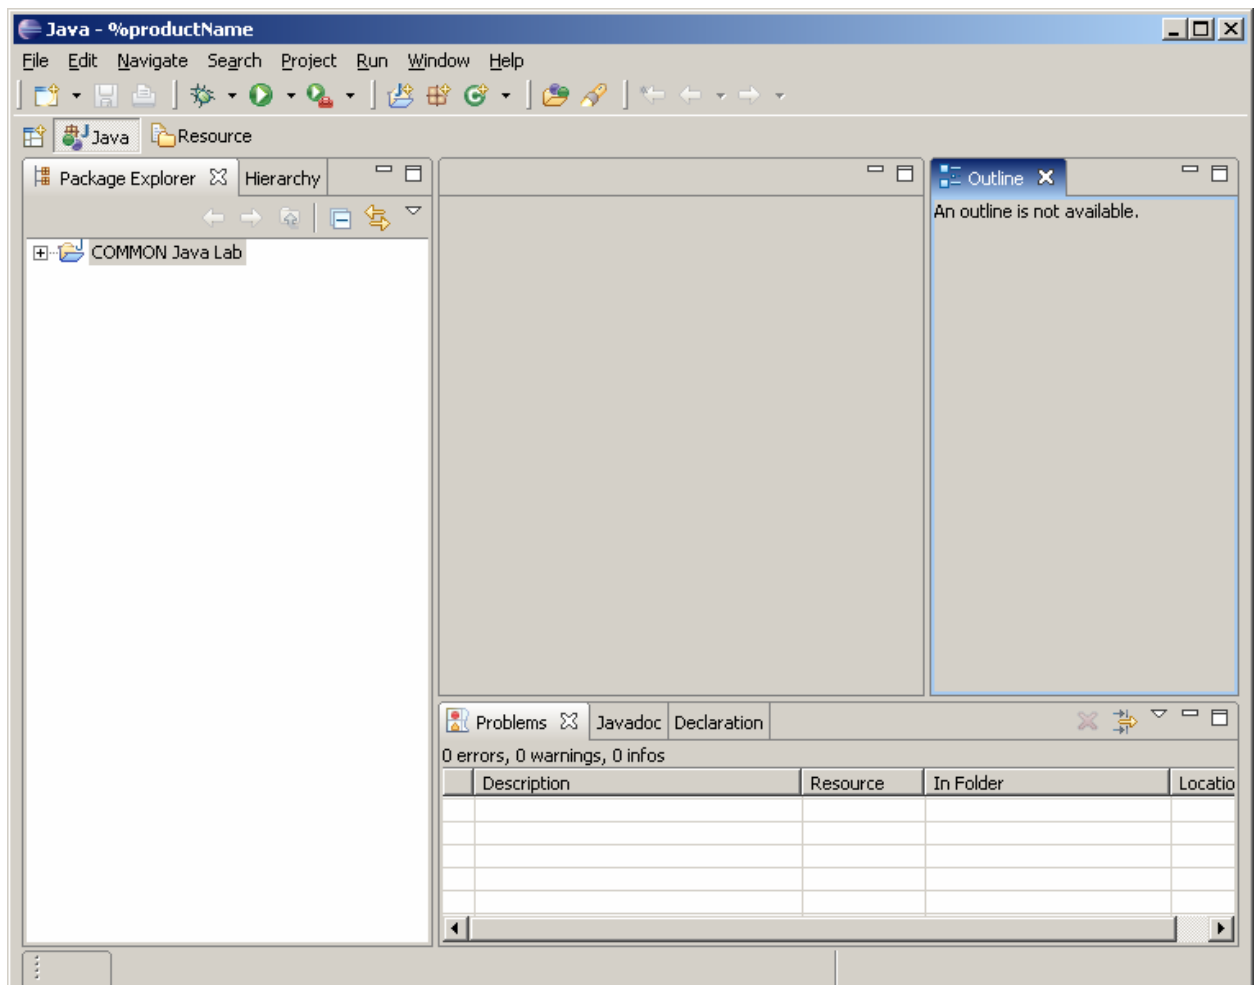 Java - %productName
File Edit Navigate Search Project Run Window Help
Java Resource
Package Explorer Hierarchy
COMMON Java Lab
Outline
An outline is not available.
Problems Javadoc Declaration
0 errors, 0 warnings, 0 infos
Description Resource In Folder Locatio